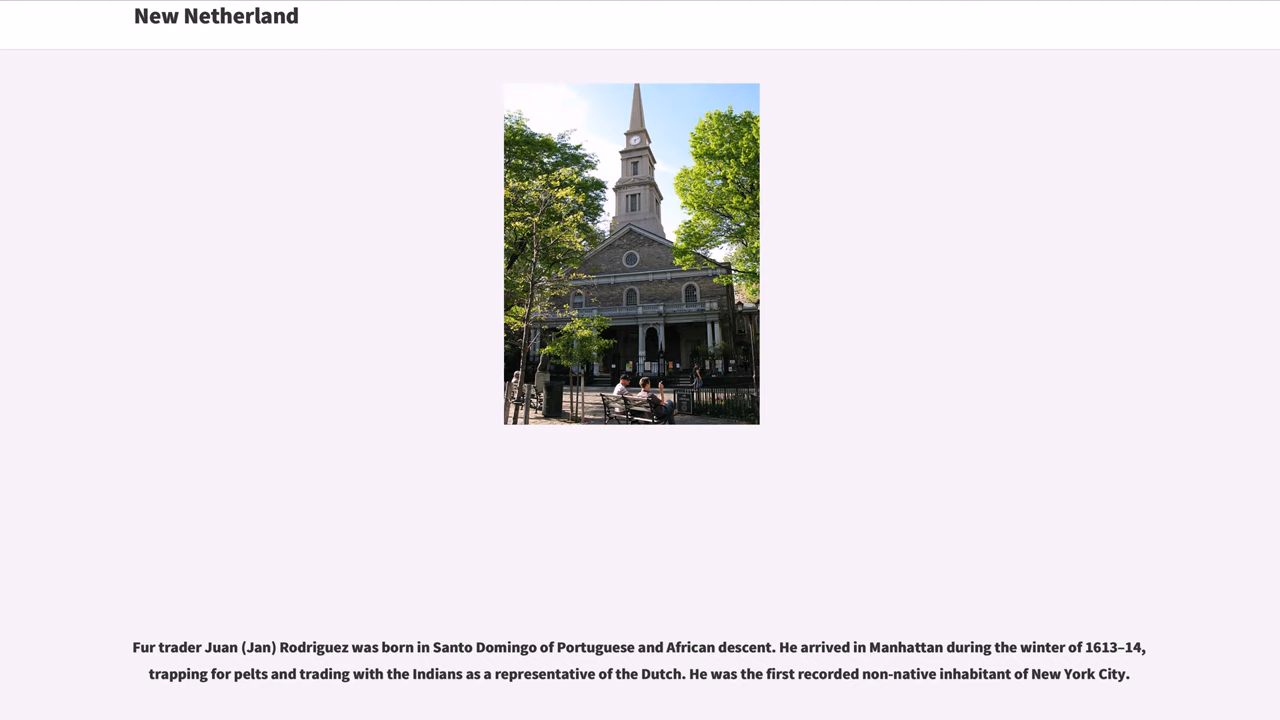 New Netherland
Fur trader Juan (Jan) Rodriguez was born in Santo Domingo of Portuguese and African descent. He arrived in Manhattan during the winter of 1613–14,
trapping for pelts and trading with the Indians as a representative of the Dutch. He was the first recorded non-native inhabitant of New York City.